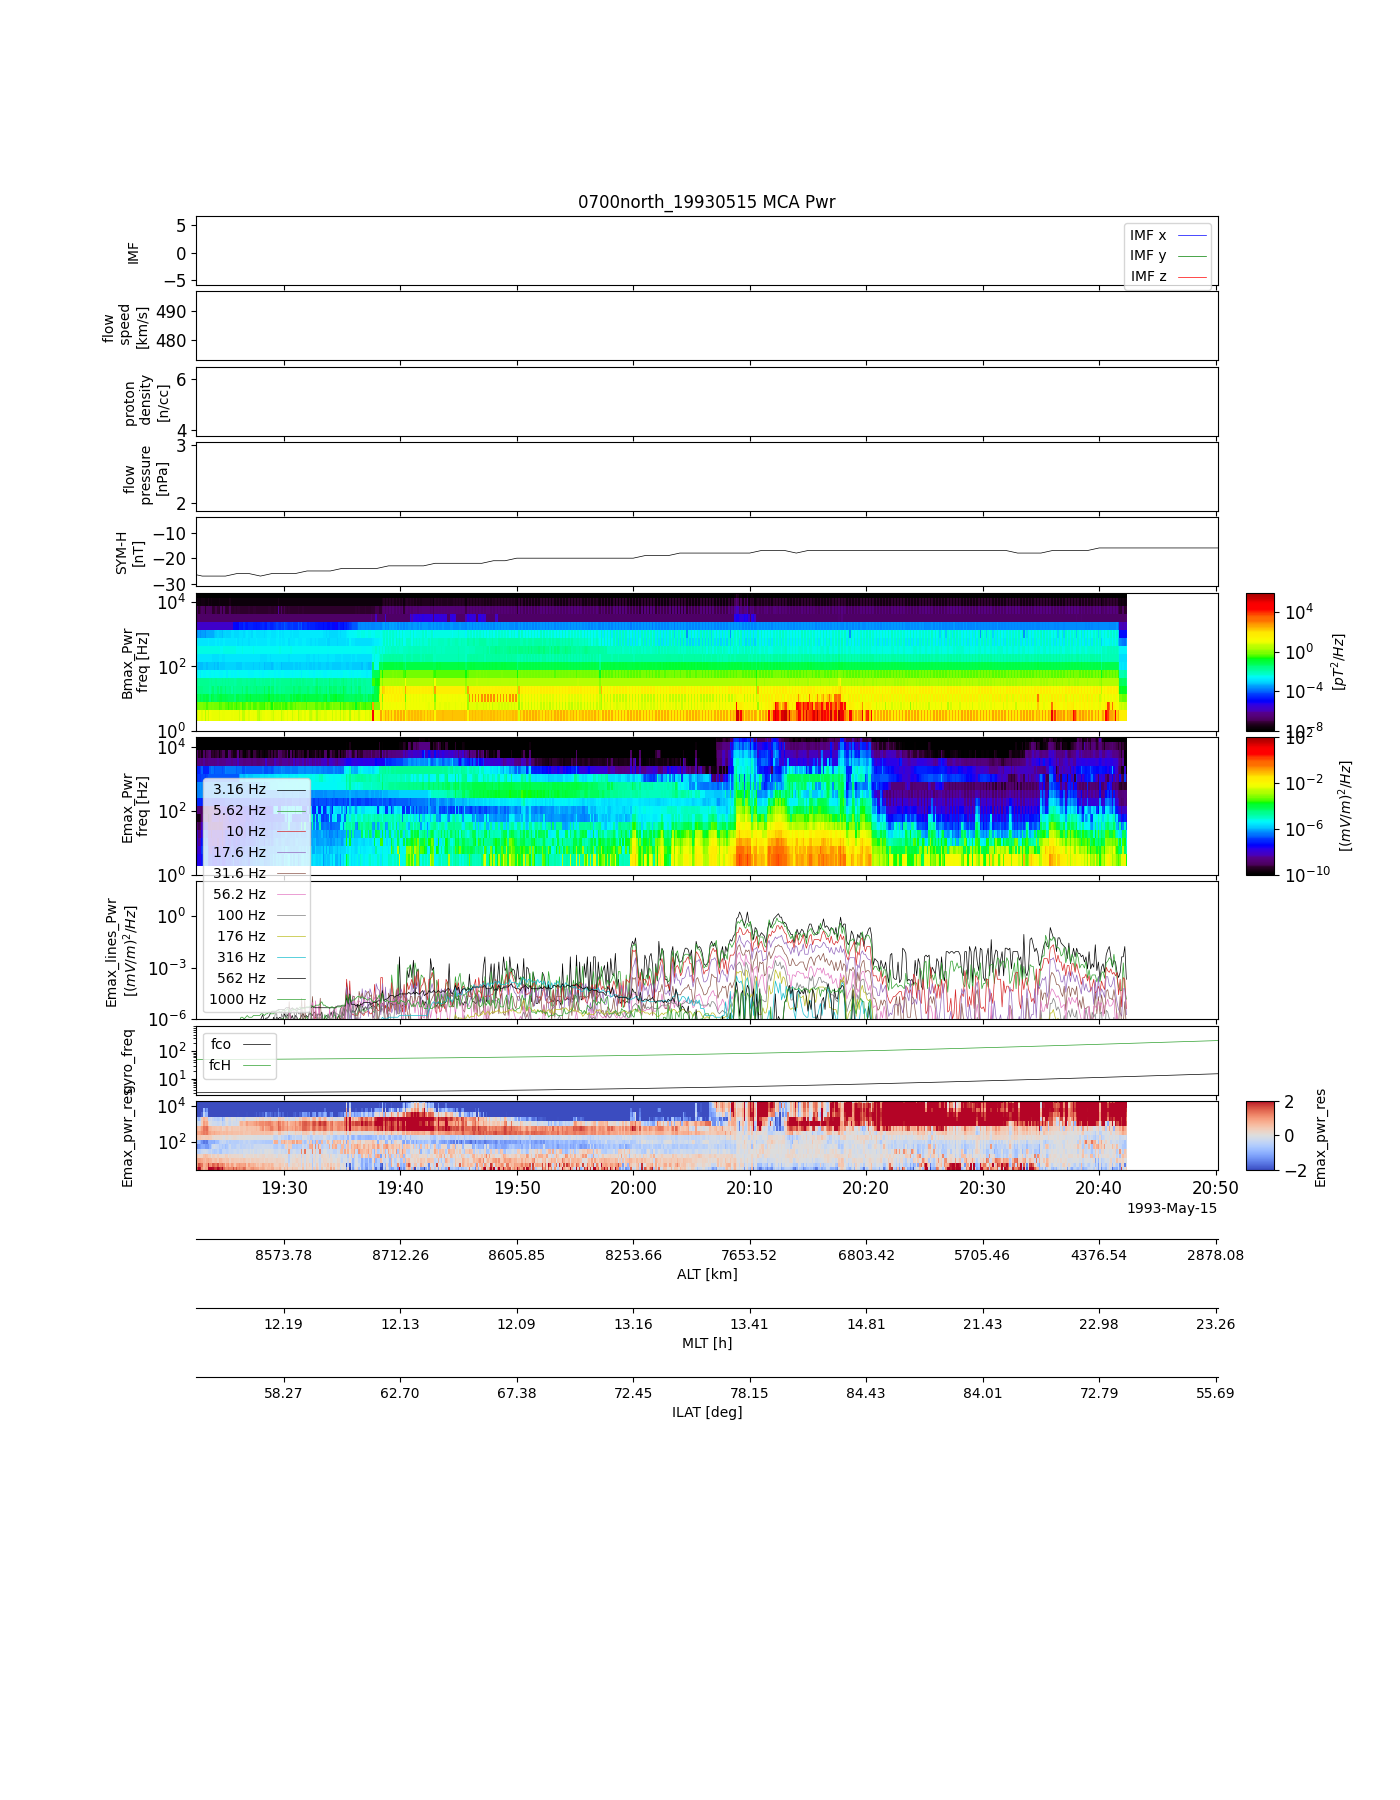 0700north_19930515 MCA Pwr
5
0
−5
IMF
IMF x
IMF y
IMF z
490
480
flow
speed
[km/s]
6
4
proton
density
[n/cc]
3
2
flow
pressure
[nPa]
−10
−20
−30
SYM-H
[nT]
10^4
10^2
10^0
Bmax_Pwr
freq [Hz]
10^4
10^0
10^−4
10^−8
[pT^2/Hz]
10^4
10^2
10^0
Emax_Pwr
freq [Hz]
10^2
10^−2
10^−6
10^−10
[(mV/m)^2/Hz]
3.16 Hz
5.62 Hz
10 Hz
17.6 Hz
31.6 Hz
56.2 Hz
100 Hz
176 Hz
316 Hz
562 Hz
1000 Hz
10^0
10^−3
10^−6
Emax_lines_Pwr
[(mV/m)^2/Hz]
10^2
10^1
gyro_freq
fco
fcH
10^4
10^2
Emax_pwr_res
2
0
−2
Emax_pwr_res
19:30 19:40 19:50 20:00 20:10 20:20 20:30 20:40 20:50
1993-May-15
8573.78 8712.26 8605.85 8253.66 7653.52 6803.42 5705.46 4376.54 2878.08
ALT [km]
12.19 12.13 12.09 13.16 13.41 14.81 21.43 22.98 23.26
MLT [h]
58.27 62.70 67.38 72.45 78.15 84.43 84.01 72.79 55.69
ILAT [deg]